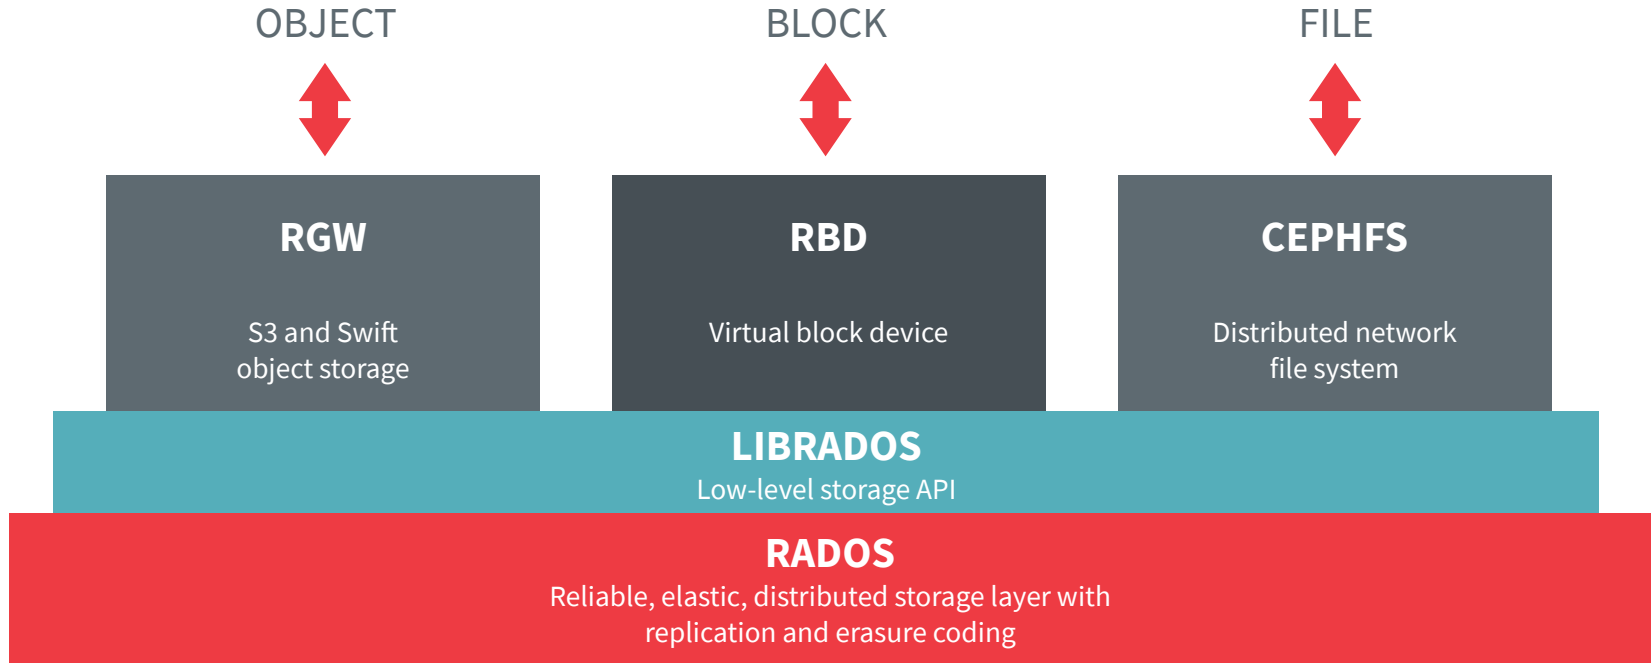 OBJECT
BLOCK
FILE
RGW
S3 and Swift
object storage
RBD
Virtual block device
CEPHFS
Distributed network
file system
LIBRADOS
Low-level storage API
RADOS
Reliable, elastic, distributed storage layer with
replication and erasure coding